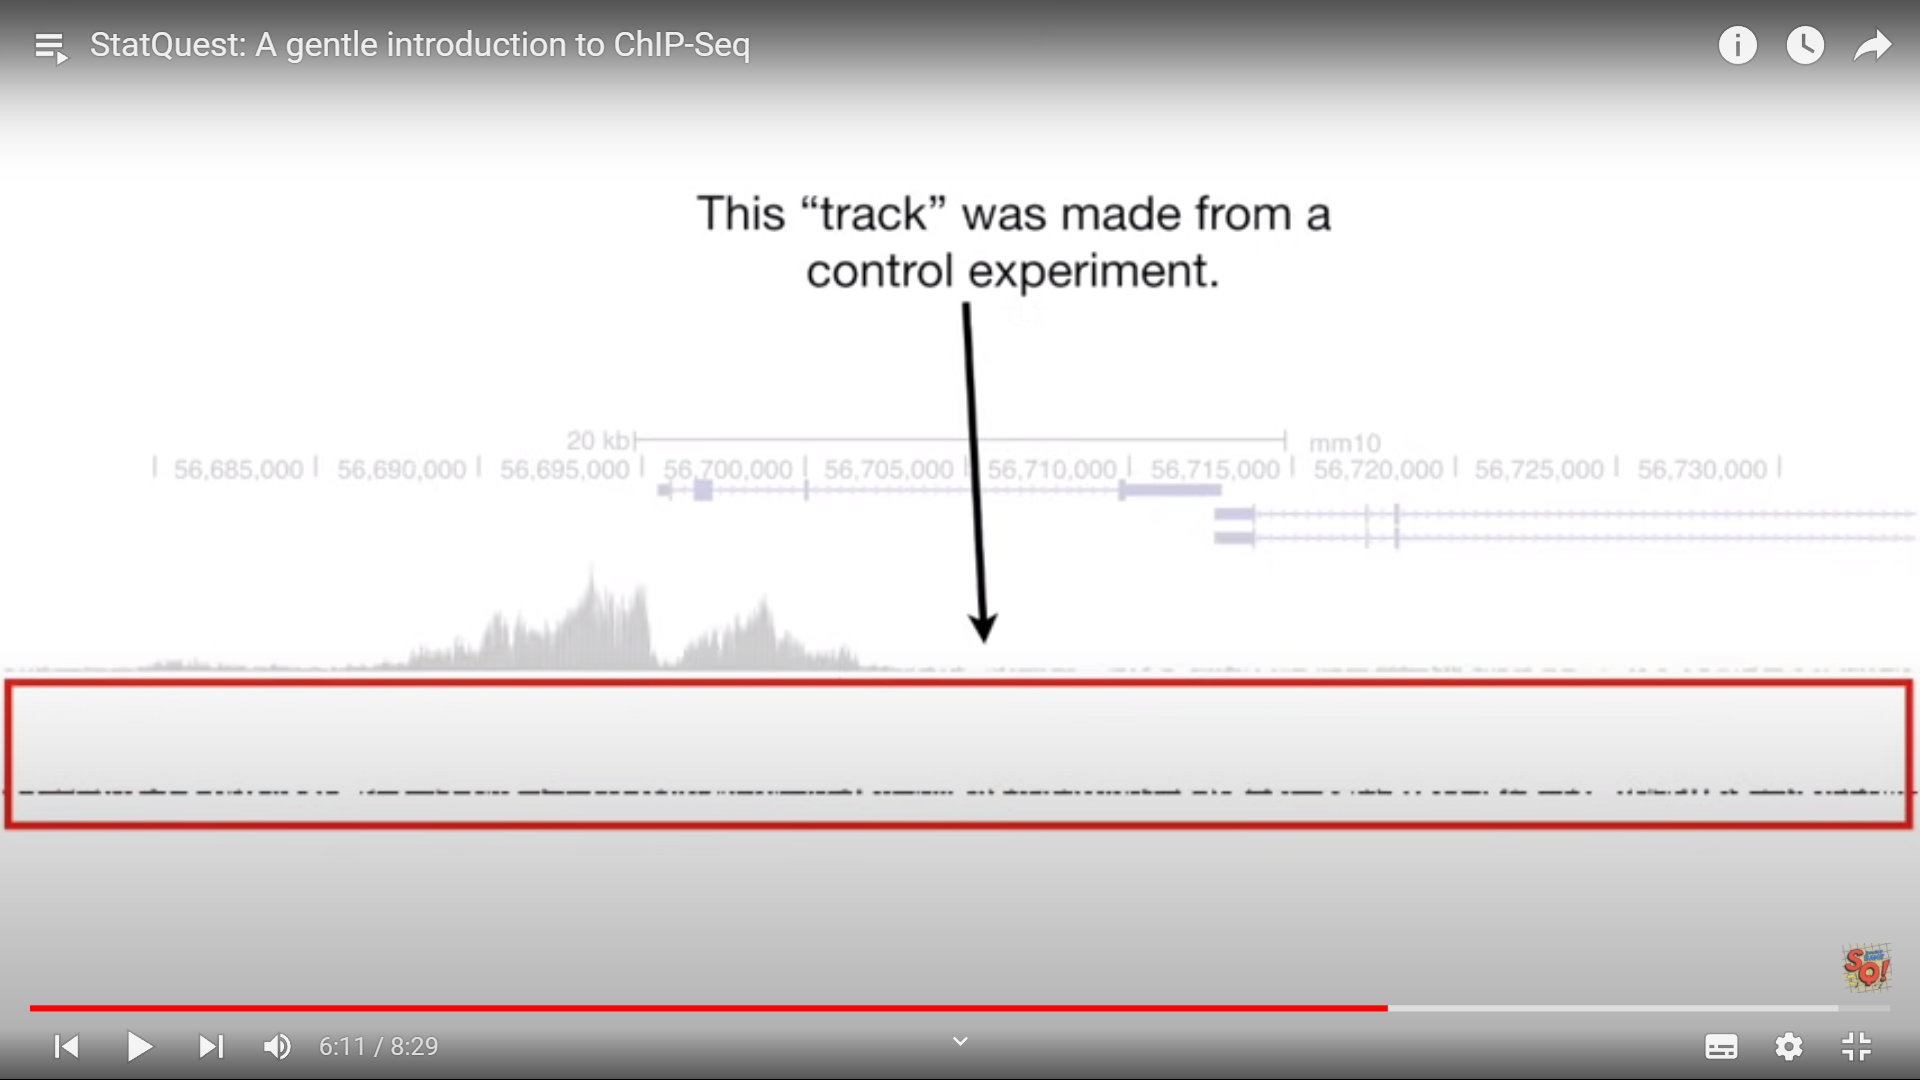 StatQuest: A gentle introduction to ChIP-Seq
This “track” was made from a
control experiment.
20 kb
mm10
56,685,000 56,690,000 56,695,000 56,700,000 56,705,000 56,710,000 56,715,000 56,720,000 56,725,000 56,730,000
SQ!
6:11 / 8:29